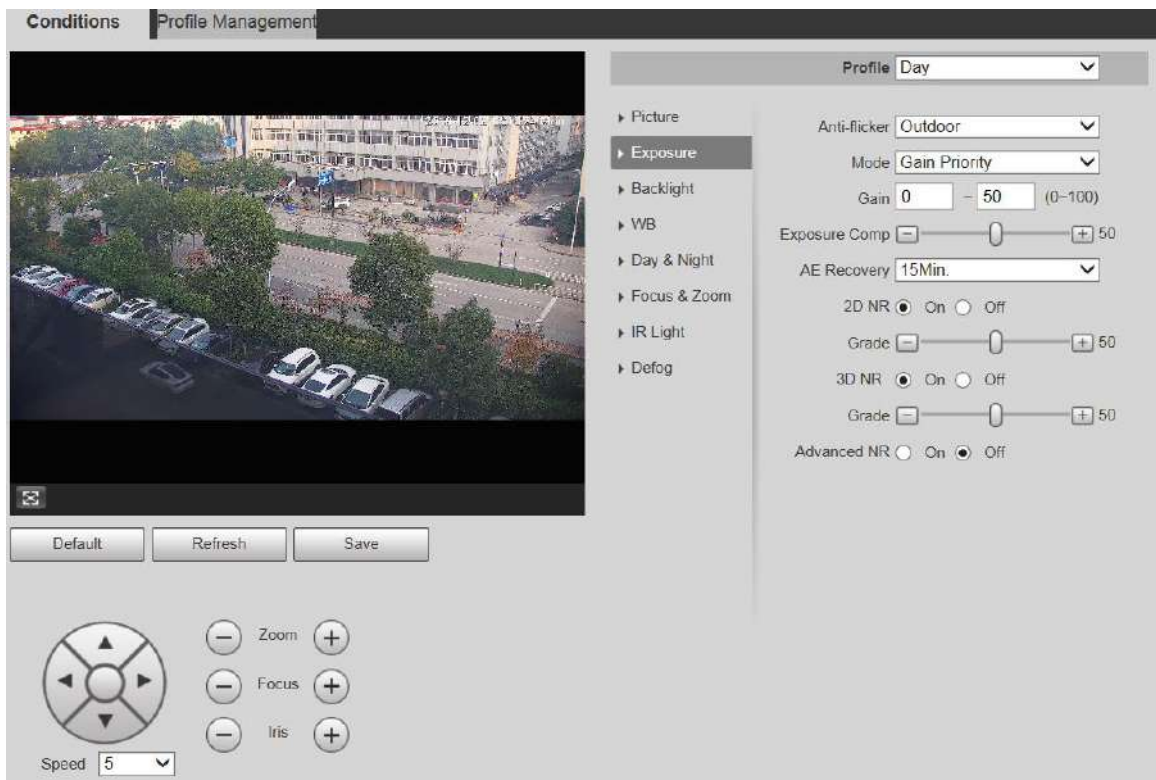 Conditions Profile Management
Profile Day
Picture
Exposure
Backlight
WB
Day & Night
Focus & Zoom
IR Light
Defog
Anti-flicker Outdoor
Mode Gain Priority
Gain 0 – 50 (0~100)
Exposure Comp 50
AE Recovery 15Min.
2D NR On Off
Grade 50
3D NR On Off
Grade 50
Advanced NR On Off
Default Refresh Save
Zoom
Focus
Iris
Speed 5